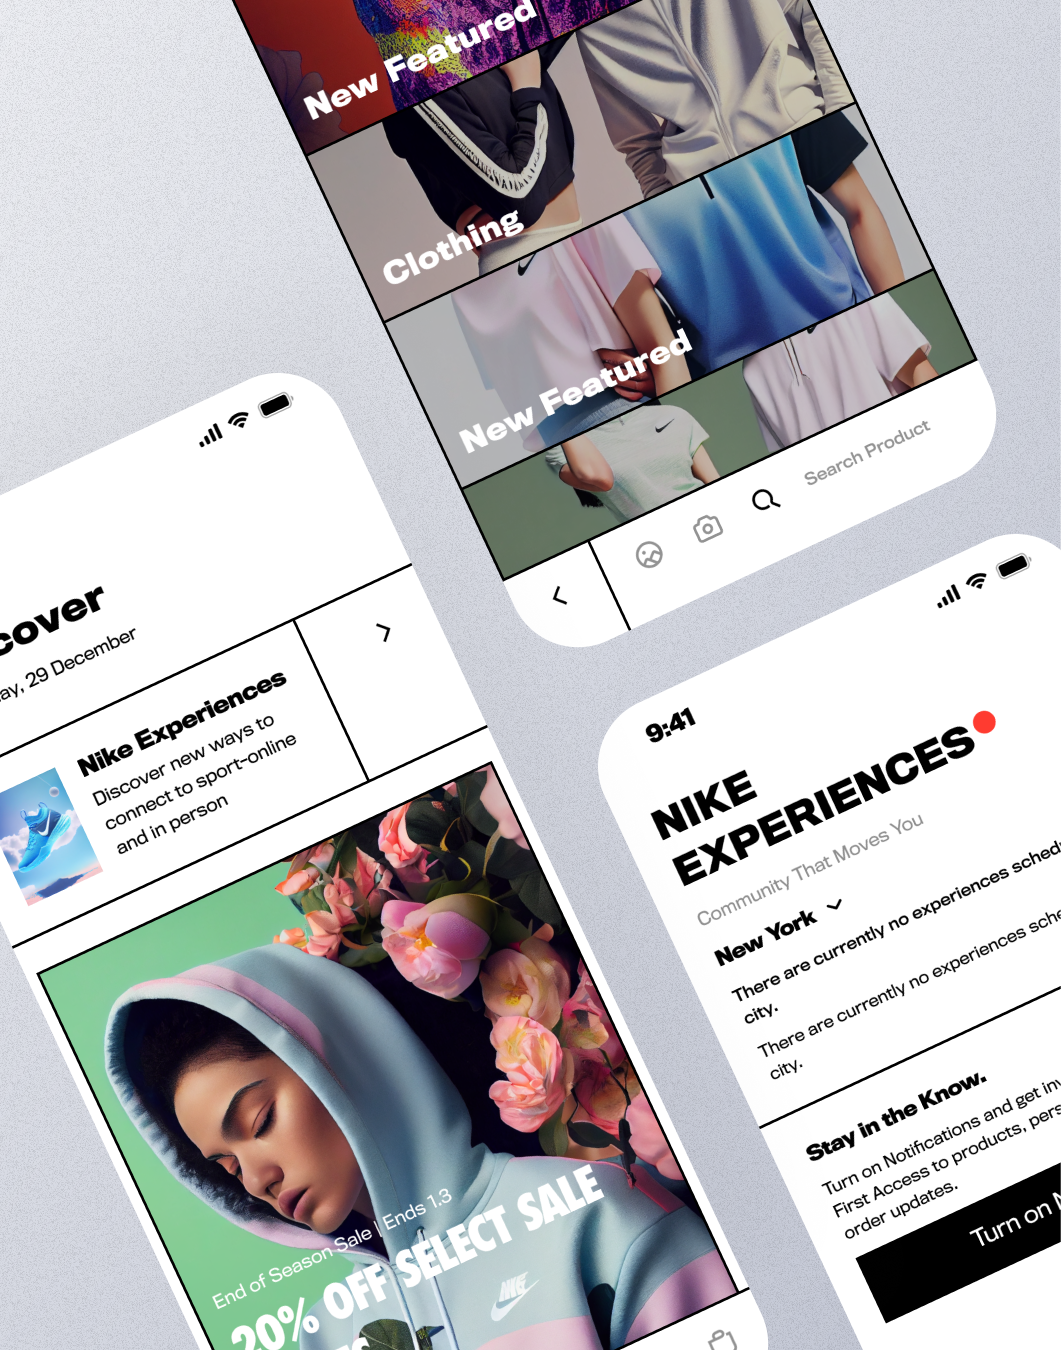 New Featured
Clothing
New Featured
Search Product
cover
ay, 29 December
Nike Experiences
Discover new ways to
connect to sport-online
and in person
End of Season Sale | Ends 1.3
20% OFF SELECT SALE
NIKE
9:41
NIKE
EXPERIENCES
Community That Moves You
New York
There are currently no experiences sched
city.
There are currently no experiences sche
city.
Stay in the Know.
Turn on Notifications and get inv
First Access to products, pers
order updates.
Turn on